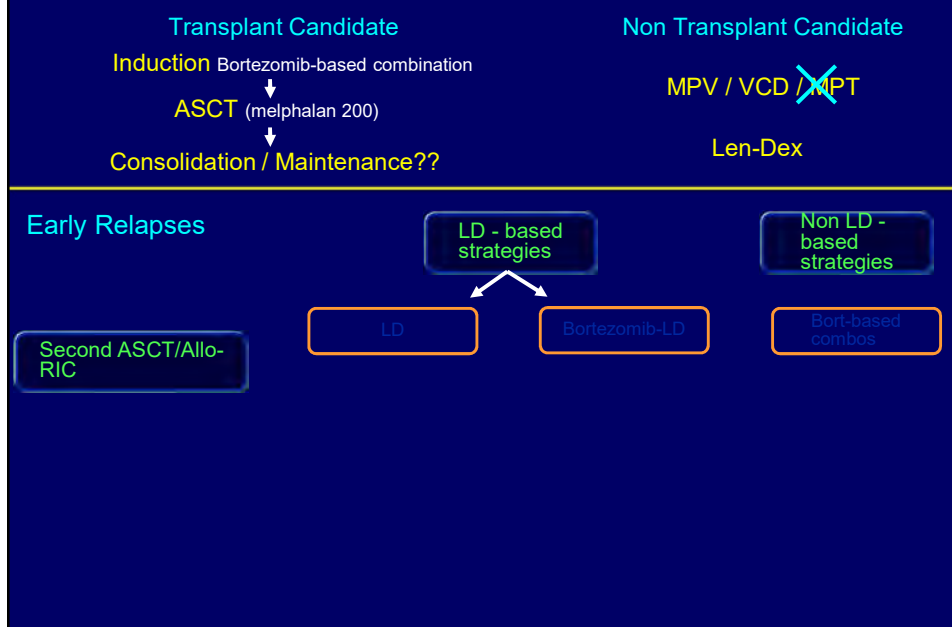 Transplant Candidate
Non Transplant Candidate
Induction Bortezomib-based combination
MPV / VCD / MPT
ASCT (melphalan 200)
Len-Dex
Consolidation / Maintenance??
Early Relapses
LD - based
strategies
Non LD -
based
strategies
LD
Bortezomib-LD
Bort-based
combos
Second ASCT/Allo-
RIC